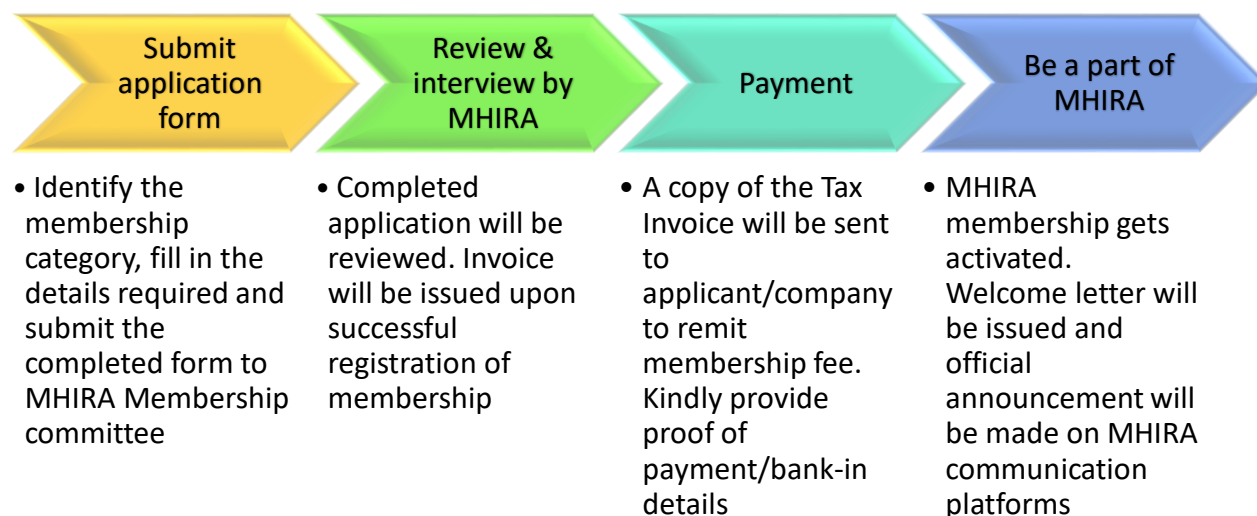 Submit
application
form
Review &
interview by
MHIRA
Payment
Be a part of
MHIRA
• Identify the
membership
category, fill in the
details required and
submit the
completed form to
MHIRA Membership
committee
• Completed
application will be
reviewed. Invoice
will be issued upon
successful
registration of
membership
• A copy of the Tax
Invoice will be sent
to
applicant/company
to remit
membership fee.
Kindly provide
proof of
payment/bank-in
details
• MHIRA
membership gets
activated.
Welcome letter will
be issued and
official
announcement will
be made on MHIRA
communication
platforms